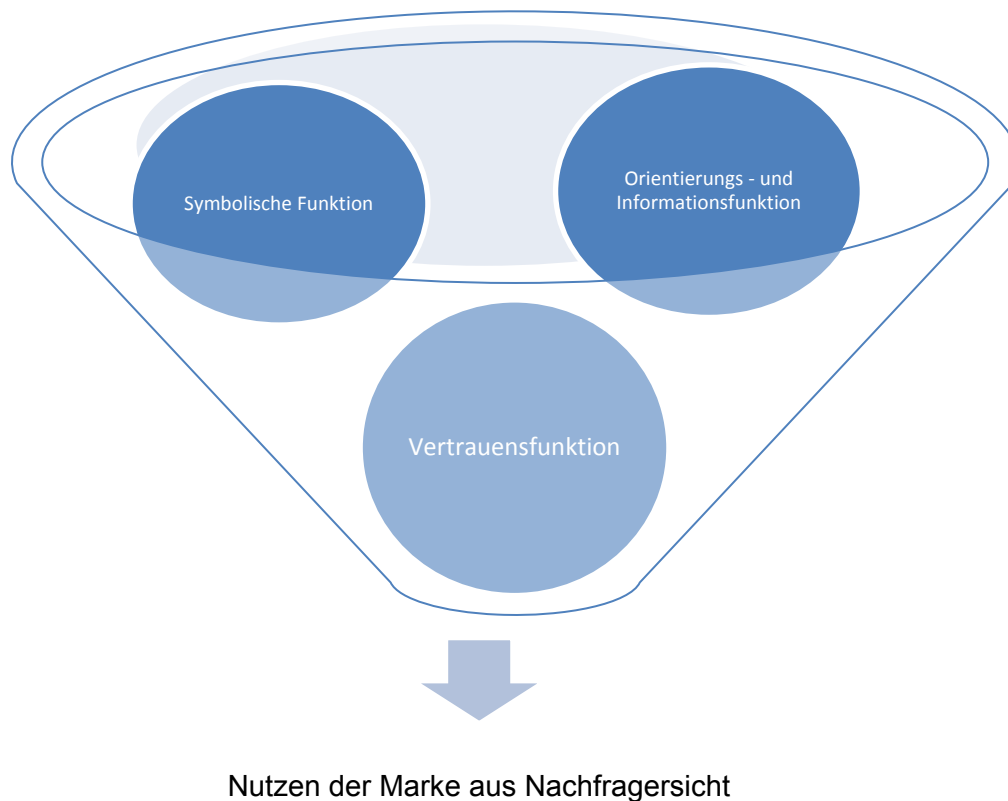 Symbolische Funktion
Orientierungs - und
Informationsfunktion
Vertrauensfunktion
Nutzen der Marke aus Nachfragersicht